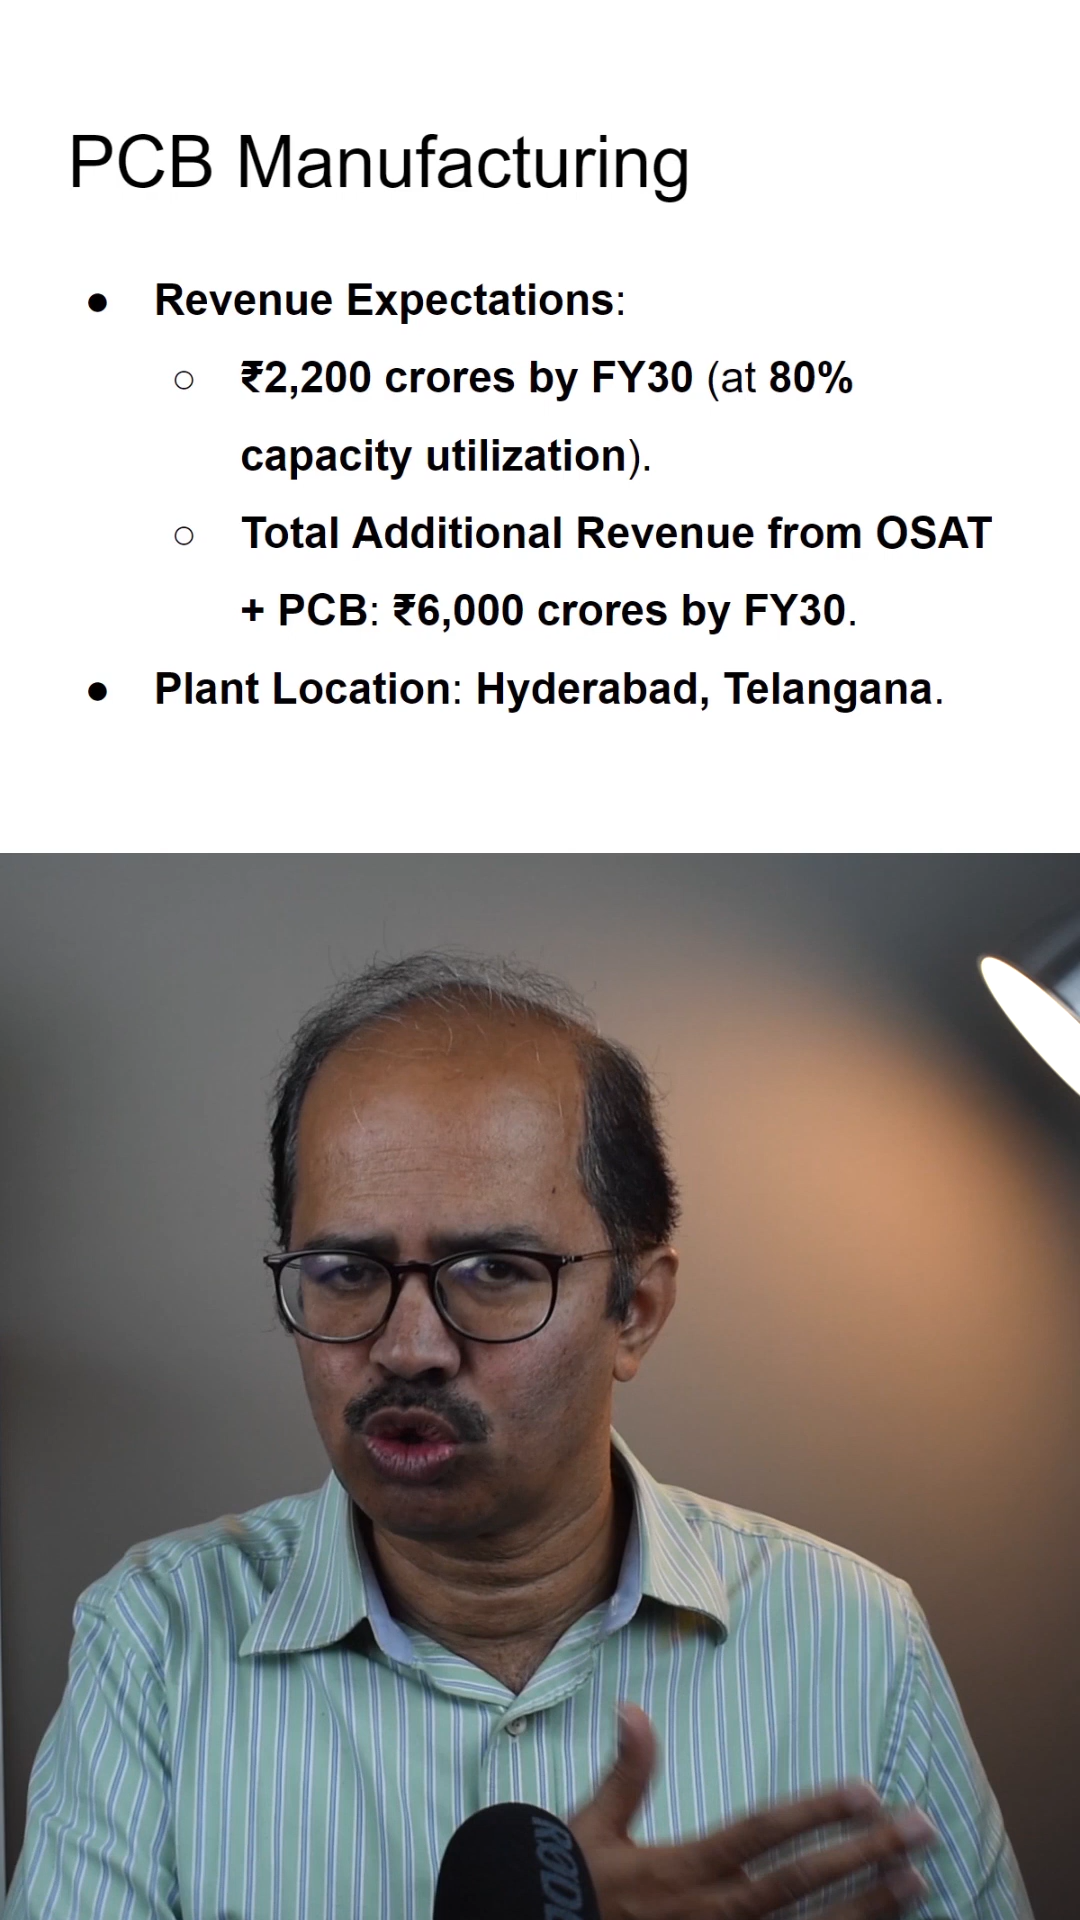 PCB Manufacturing
● Revenue Expectations:
○ ₹2,200 crores by FY30 (at 80%
capacity utilization).
○ Total Additional Revenue from OSAT
+ PCB: ₹6,000 crores by FY30.
● Plant Location: Hyderabad, Telangana.
RODE